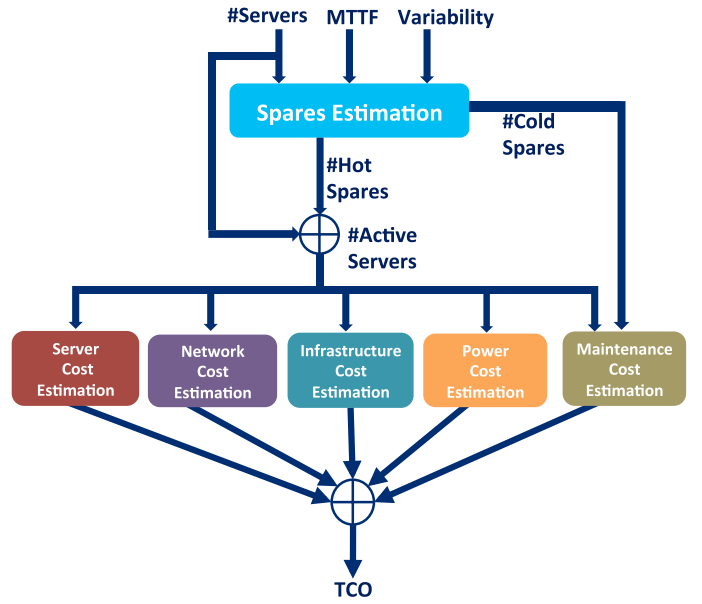 #Servers
MTTF
Variability
Spares Estimation
#Cold
Spares
#Hot
Spares
#Active
Servers
Server
Cost
Estimation
Network
Cost
Estimation
Infrastructure
Cost
Estimation
Power
Cost
Estimation
Maintenance
Cost
Estimation
TCO